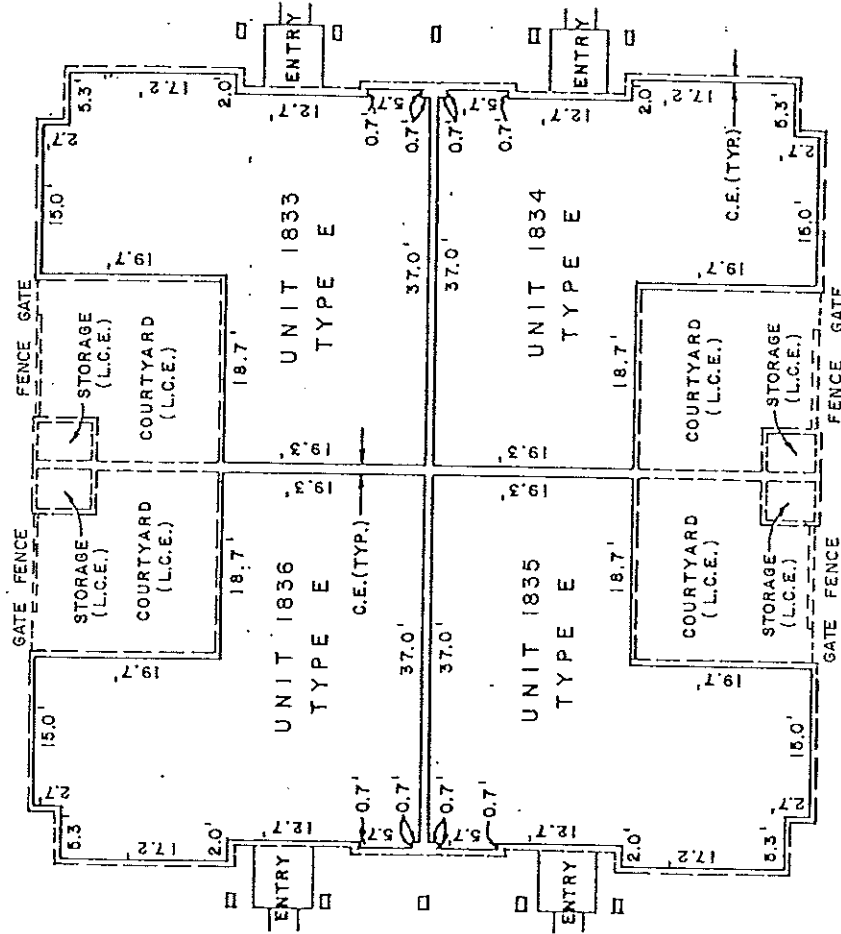 GATE FENCE
FENCE GATE
STORAGE
(L.C.E.)
STORAGE
(L.C.E.)
COURTYARD
(L.C.E.)
COURTYARD
(L.C.E.)
15.0'
2.7'
5.3'
17.2'
2.0'
19.7'
18.7'
12.7'
ENTRY
UNIT 1836
TYPE E
19.3'
C.E.(TYP.)
37.0'
0.7'
5.7'
0.7'
15.0'
2.7'
5.3'
17.2'
2.0'
19.7'
18.7'
12.7'
ENTRY
UNIT 1833
TYPE E
19.3'
37.0'
0.7'
5.7'
0.7'
37.0'
0.7'
5.7'
0.7'
12.7'
ENTRY
UNIT 1835
TYPE E
19.3'
18.7'
19.7'
2.0'
17.2'
5.3'
2.7'
15.0'
37.0'
0.7'
5.7'
0.7'
12.7'
ENTRY
UNIT 1834
TYPE E
19.3'
18.7'
19.7'
2.0'
17.2'
5.3'
2.7'
15.0'
C.E.(TYP.)
COURTYARD
(L.C.E.)
COURTYARD
(L.C.E.)
STORAGE
(L.C.E.)
STORAGE
(L.C.E.)
GATE FENCE
FENCE GATE